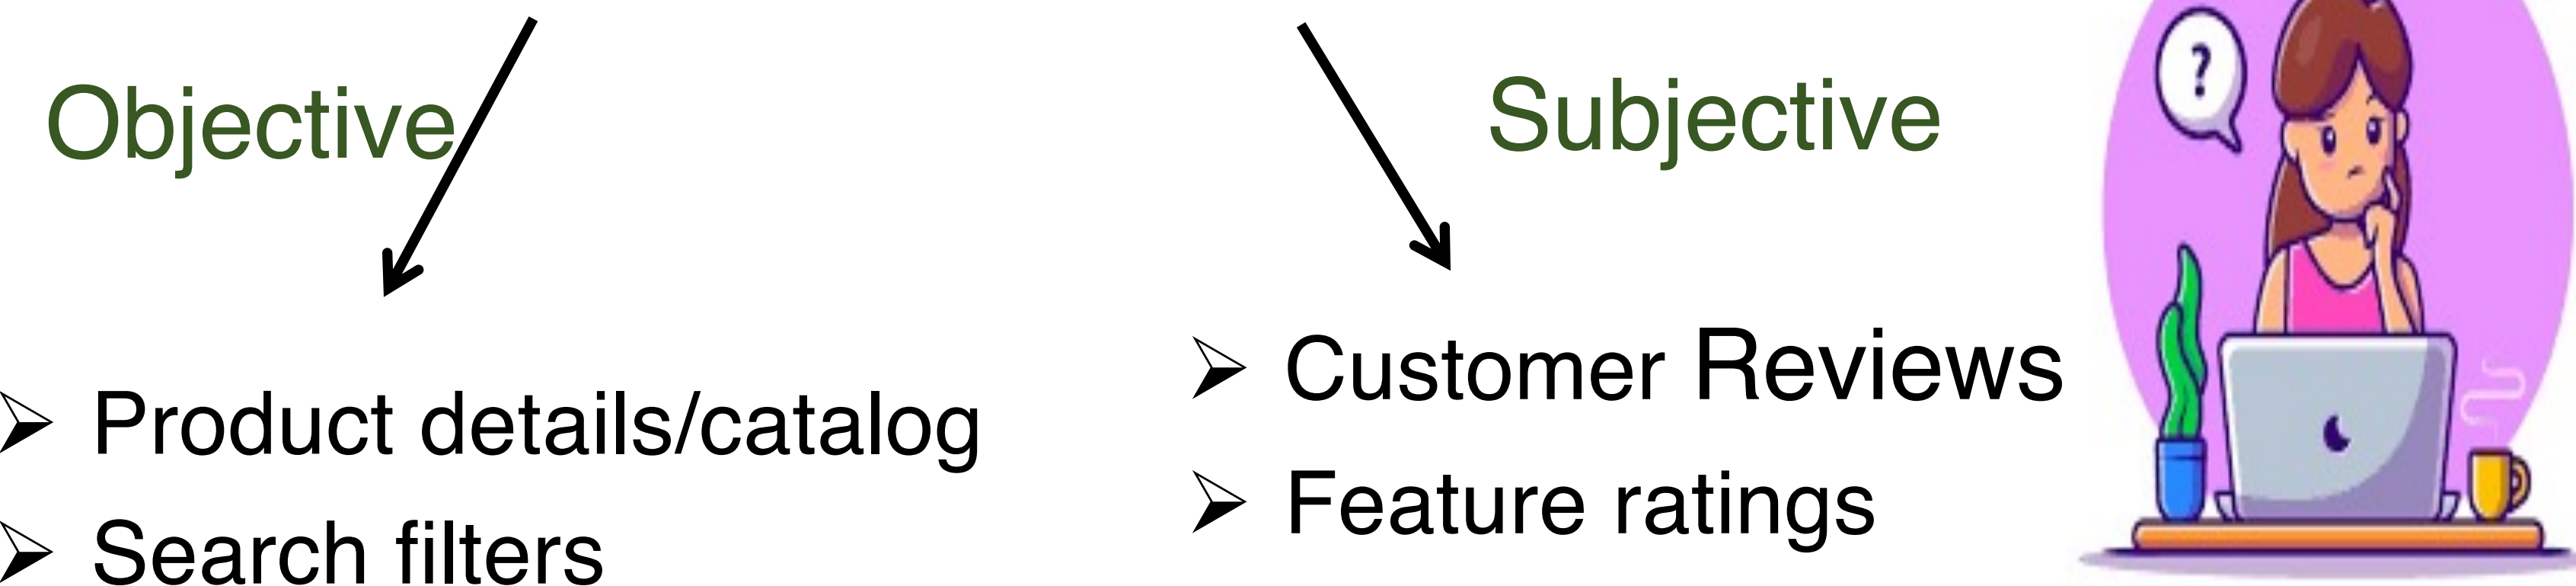 Objective
Subjective
?
➢ Product details/catalog
➢ Search filters
➢ Customer Reviews
➢ Feature ratings